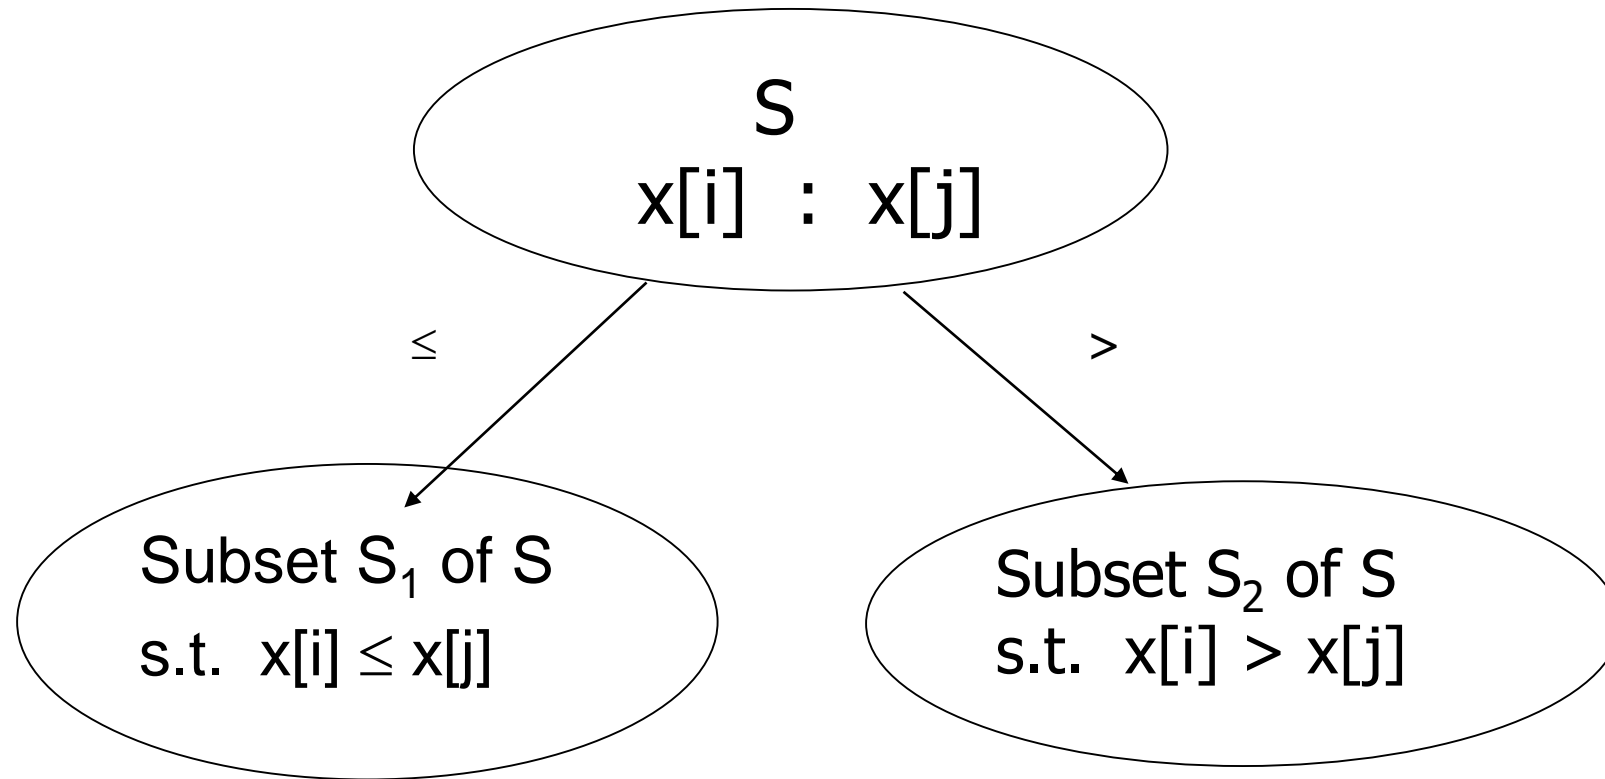 S
x[i] : x[j]
≤
>
Subset S₁ of S
s.t. x[i] ≤ x[j]
Subset S₂ of S
s.t. x[i] > x[j]